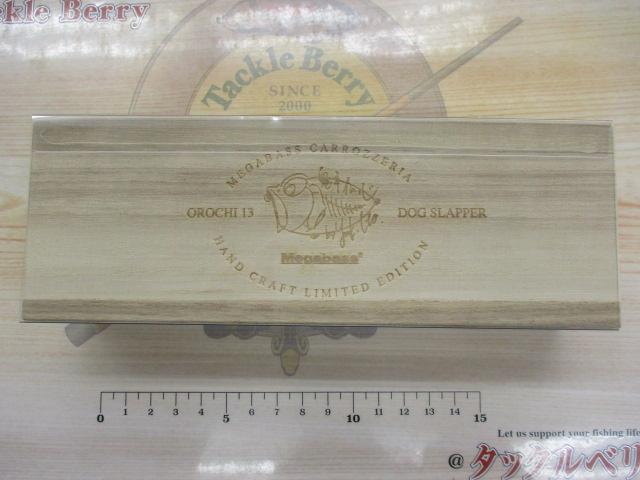 ckle Berry
Tackle Berry
SINCE
2000
MEGABASS CARROZZERIA
OROCHI 13 DOG SLAPPER
Megabass
HAND CRAFT LIMITED EDITION
0 1 2 3 4 5 6 7 8 9 10 11 12 13 14 15
Let us support your fishing life
@タックルベリ